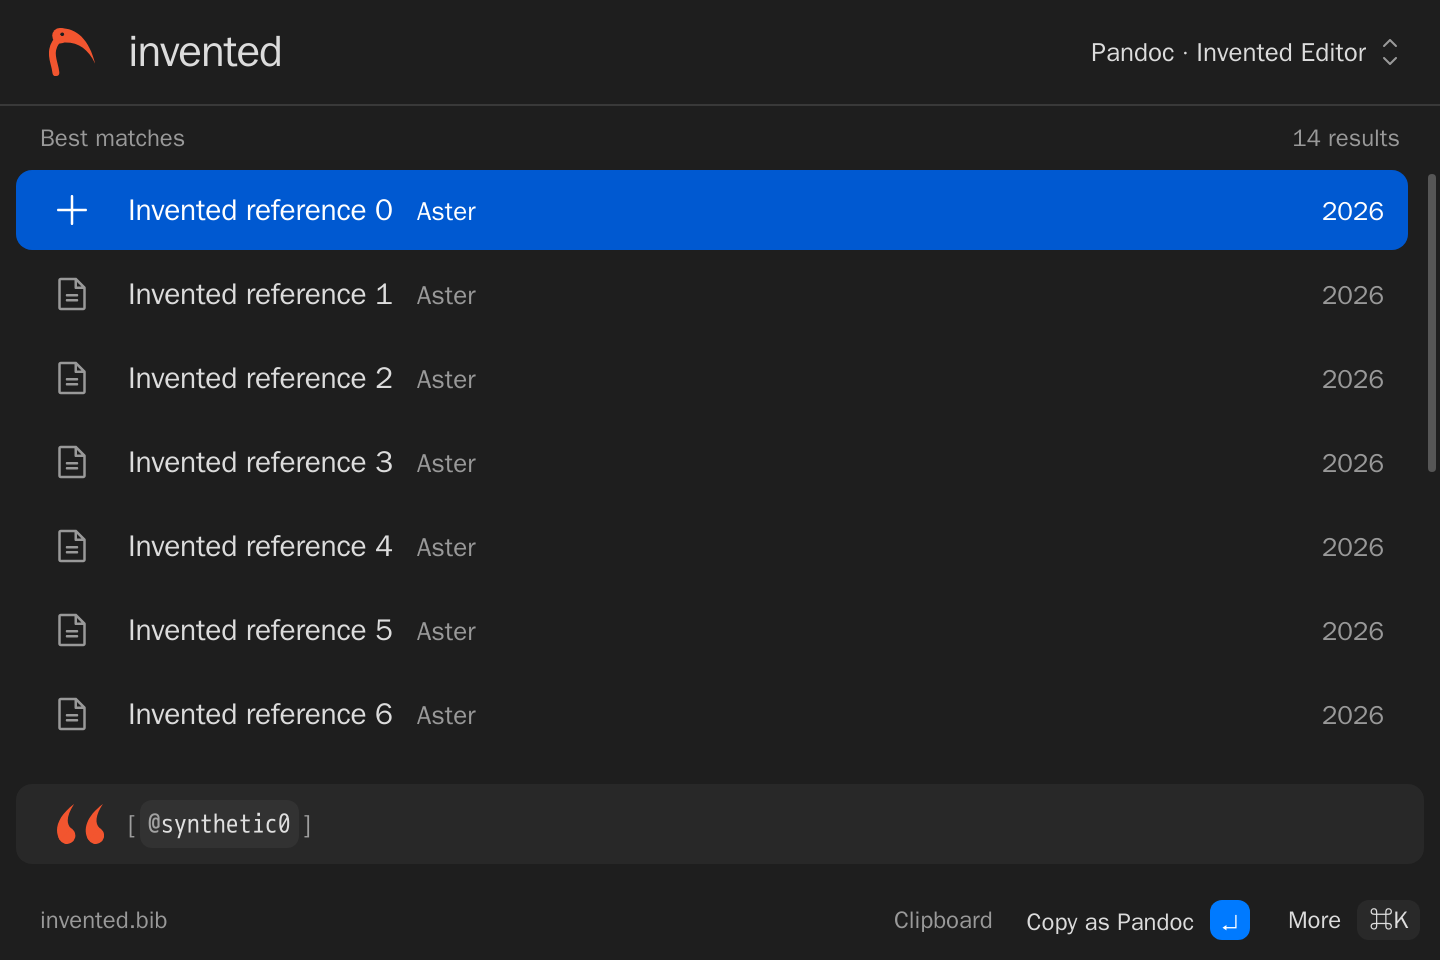 invented
Pandoc · Invented Editor
Best matches
14 results
Invented reference 0 Aster 2026
Invented reference 1 Aster 2026
Invented reference 2 Aster 2026
Invented reference 3 Aster 2026
Invented reference 4 Aster 2026
Invented reference 5 Aster 2026
Invented reference 6 Aster 2026
[@synthetic0]
invented.bib
Clipboard Copy as Pandoc ↵ More ⌘K